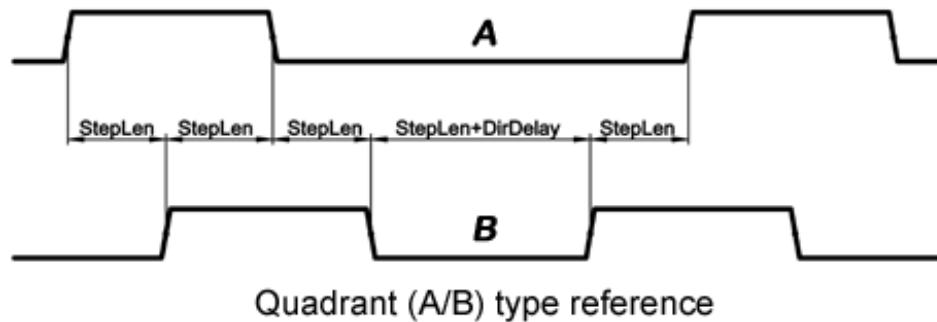 A
StepLen StepLen StepLen StepLen+DirDelay StepLen
B
Quadrant (A/B) type reference